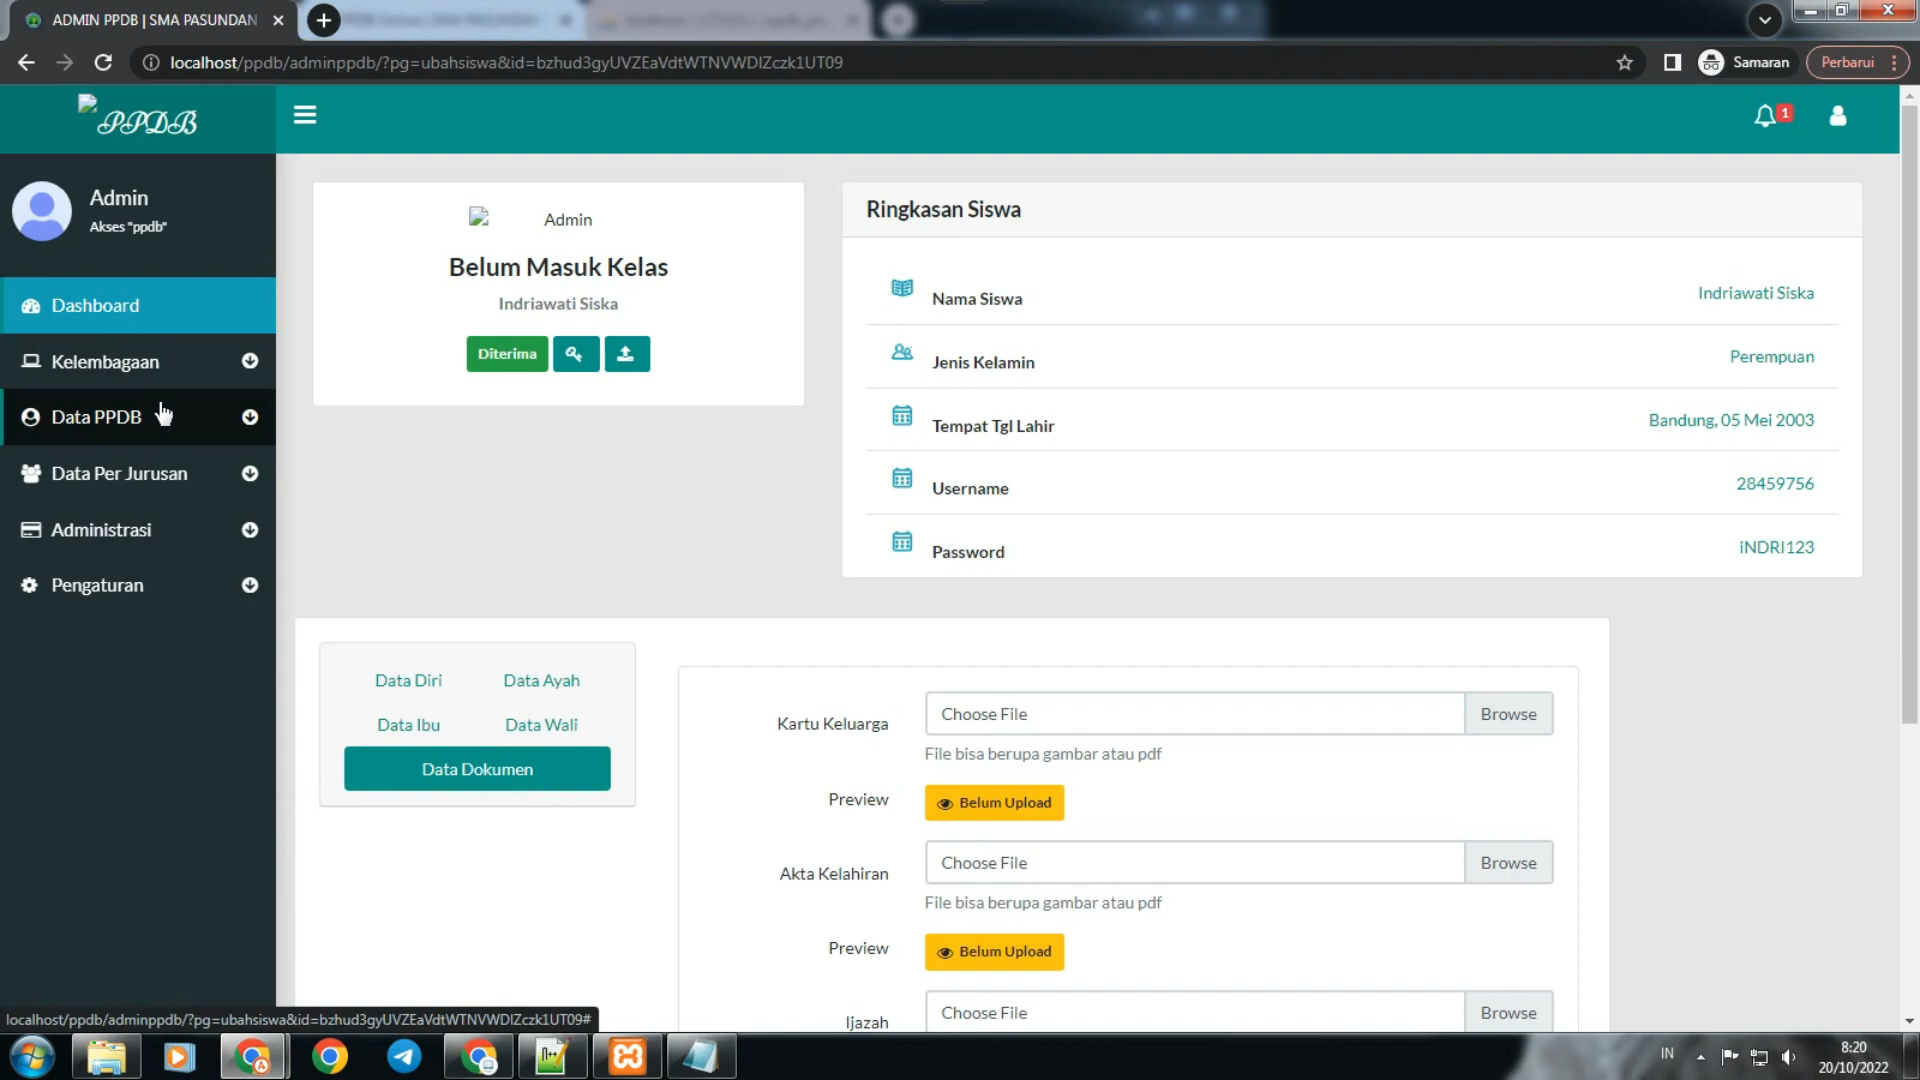 ADMIN PPDB | SMA PASUNDAN
localhost/ppdb/adminppdb/?pg=ubahsiswa&id=bzhud3gyUVZEaVdtWTNVWDlZczk1UT09
Samaran
Perbarui
PPDB
1
Admin
Akses "ppdb"
Dashboard
Kelembagaan
Data PPDB
Data Per Jurusan
Administrasi
Pengaturan
Admin
Belum Masuk Kelas
Indriawati Siska
Diterima
Ringkasan Siswa
Nama Siswa Indriawati Siska
Jenis Kelamin Perempuan
Tempat Tgl Lahir Bandung, 05 Mei 2003
Username 28459756
Password iNDRI123
Data Diri Data Ayah
Data Ibu Data Wali
Data Dokumen
Kartu Keluarga Choose File Browse
File bisa berupa gambar atau pdf
Preview Belum Upload
Akta Kelahiran Choose File Browse
File bisa berupa gambar atau pdf
Preview Belum Upload
Ijazah Choose File Browse
localhost/ppdb/adminppdb/?pg=ubahsiswa&id=bzhud3gyUVZEaVdtWTNVWDlZczk1UT09#
IN
8:20
20/10/2022